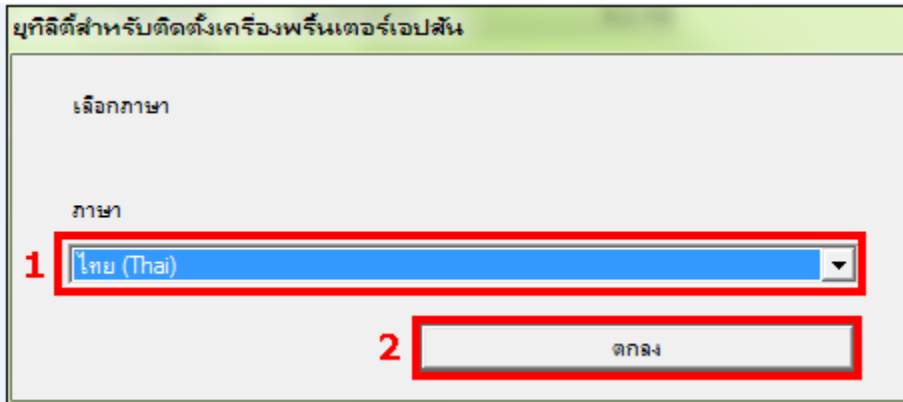 ยูทิลิตี้สำหรับติดตั้งเครื่องพริ้นเตอร์เอปสัน
เลือกภาษา
ภาษา
1 ไทย (Thai)
2 ตกลง